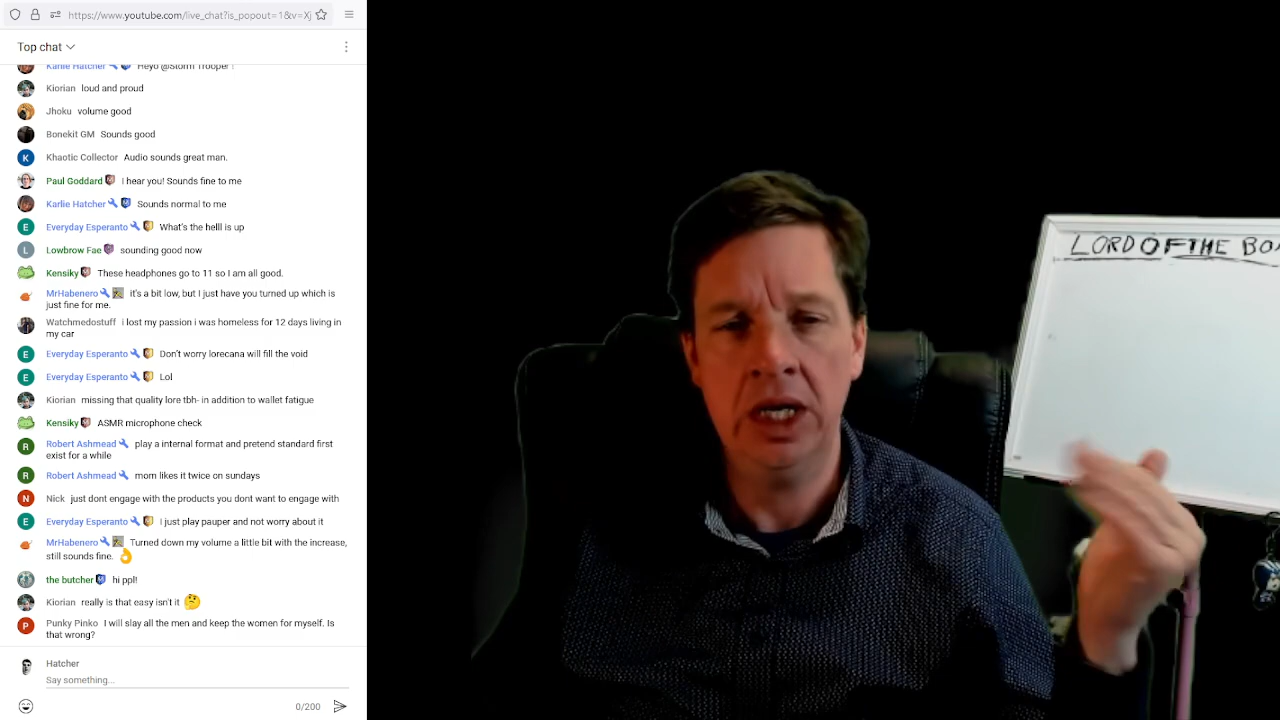 https://www.youtube.com/live_chat?is_popout=1&v=Xj
Top chat
Karlie Hatcher Heyo @Storm Trooper !
Kiorian loud and proud
Jhoku volume good
Bonekit GM Sounds good
K
Khaotic Collector Audio sounds great man.
Paul Goddard I hear you! Sounds fine to me
Karlie Hatcher Sounds normal to me
E
Everyday Esperanto What's the helll is up
L
Lowbrow Fae sounding good now
Kensiky These headphones go to 11 so I am all good.
MrHabenero it's a bit low, but I just have you turned up which is
just fine for me.
Watchmedostuff i lost my passion i was homeless for 12 days living in
my car
E
Everyday Esperanto Don't worry lorecana will fill the void
E
Everyday Esperanto Lol
Kiorian missing that quality lore tbh- in addition to wallet fatigue
Kensiky ASMR microphone check
R
Robert Ashmead play a internal format and pretend standard first
exist for a while
R
Robert Ashmead mom likes it twice on sundays
N
Nick just dont engage with the products you dont want to engage with
E
Everyday Esperanto I just play pauper and not worry about it
MrHabenero Turned down my volume a little bit with the increase,
still sounds fine.
the butcher hi ppl!
Kiorian really is that easy isn't it
P
Punky Pinko I will slay all the men and keep the women for myself. Is
that wrong?
Hatcher
Say something...
0/200
LORD OF THE BO